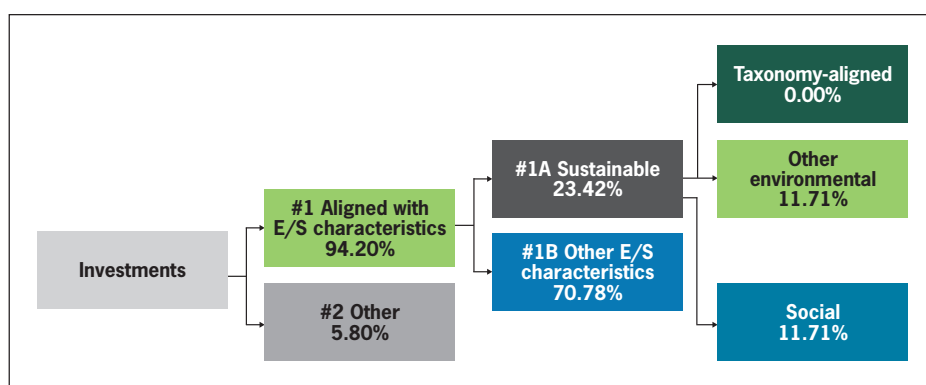 Investments
#1 Aligned with
E/S characteristics
94.20%
#2 Other
5.80%
#1A Sustainable
23.42%
#1B Other E/S
characteristics
70.78%
Taxonomy-aligned
0.00%
Other
environmental
11.71%
Social
11.71%